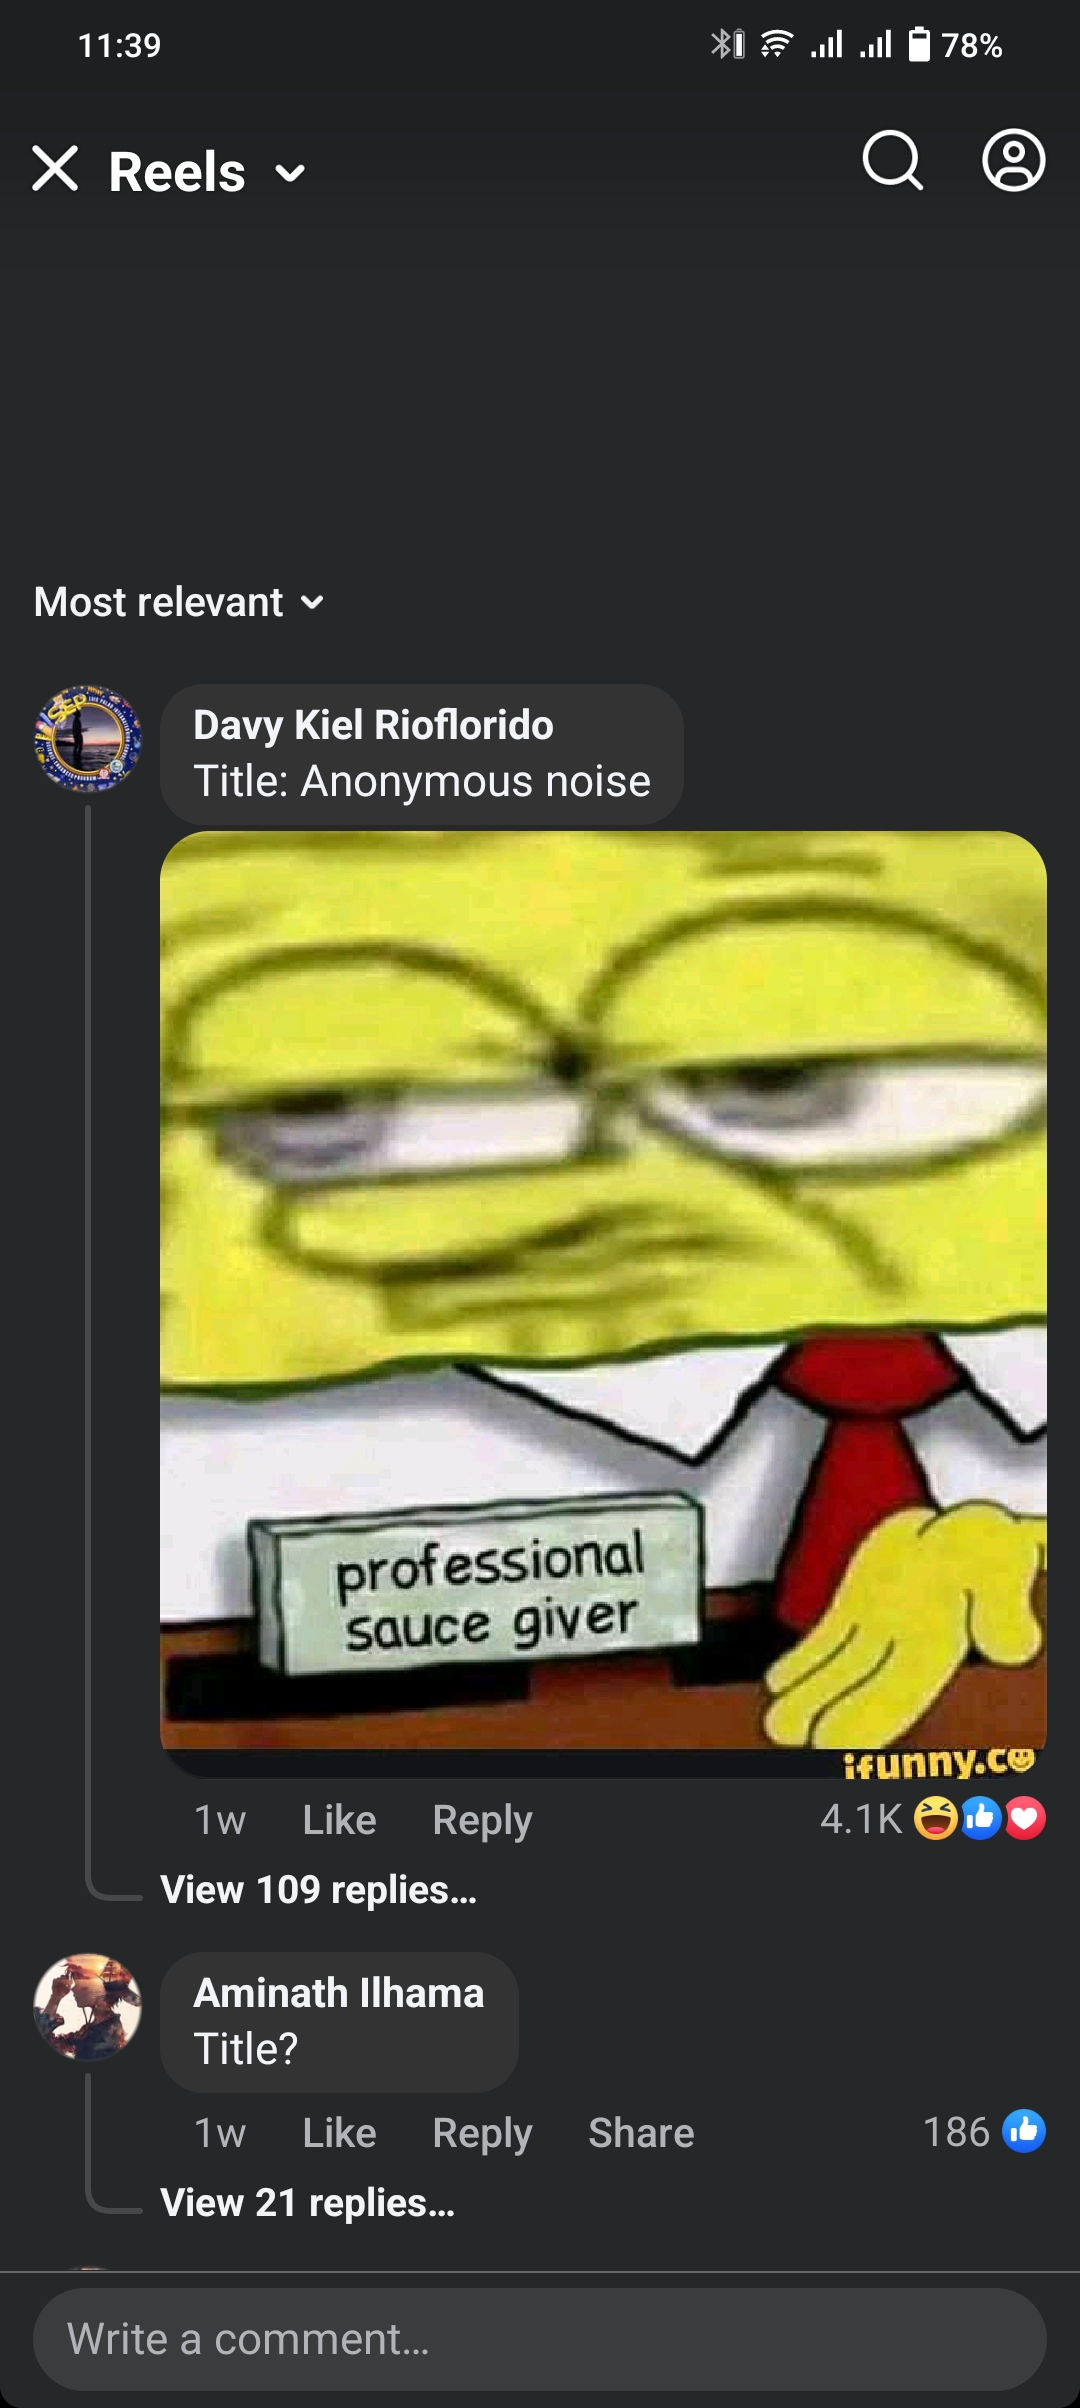 11:39
78%
Reels
Most relevant
Davy Kiel Rioflorido
Title: Anonymous noise
professional
sauce giver
ifunny.co
1w Like Reply 4.1K
View 109 replies...
Aminath Ilhama
Title?
1w Like Reply Share 186
View 21 replies...
Write a comment...